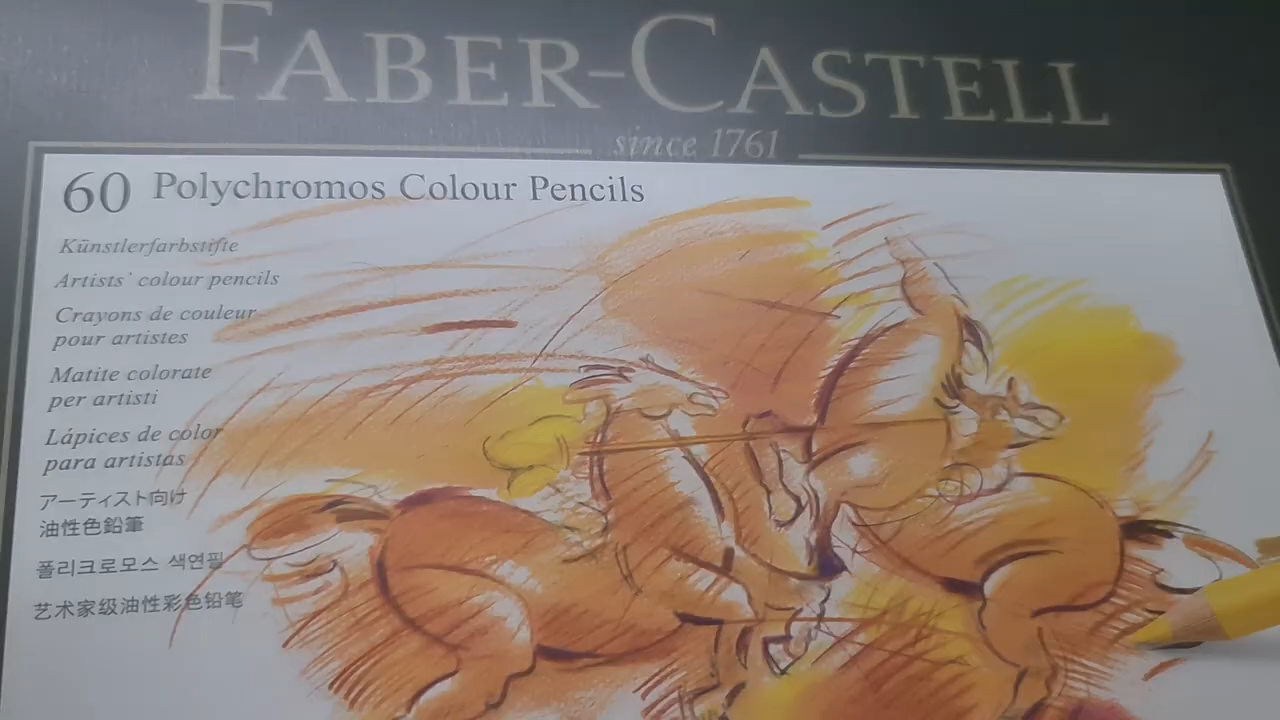 FABER-CASTELL
since 1761
60 Polychromos Colour Pencils
Künstlerfarbstifte
Artists' colour pencils
Crayons de couleur
pour artistes
Matite colorate
per artisti
Lápices de color
para artistas
アーティスト向け
油性色鉛筆
폴리크로모스 색연필
艺术家级油性彩色铅笔